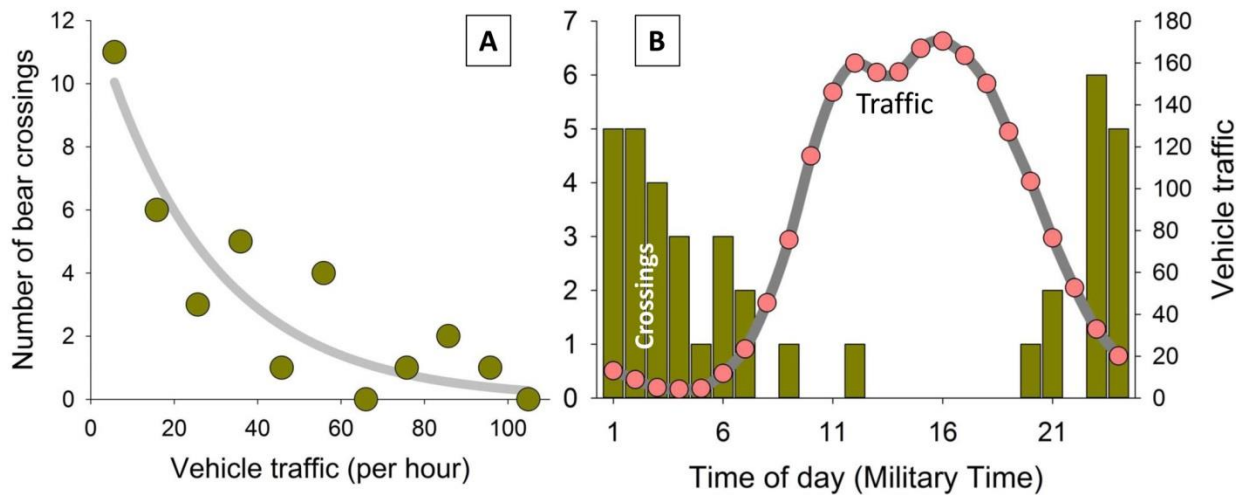 A
Number of bear crossings
12
10
8
6
4
2
0
0 20 40 60 80 100
Vehicle traffic (per hour)
B
Traffic
Crossings
7
6
5
4
3
2
1
0
1 6 11 16 21
Time of day (Military Time)
180
160
140
120
100
80
60
40
20
0
Vehicle traffic